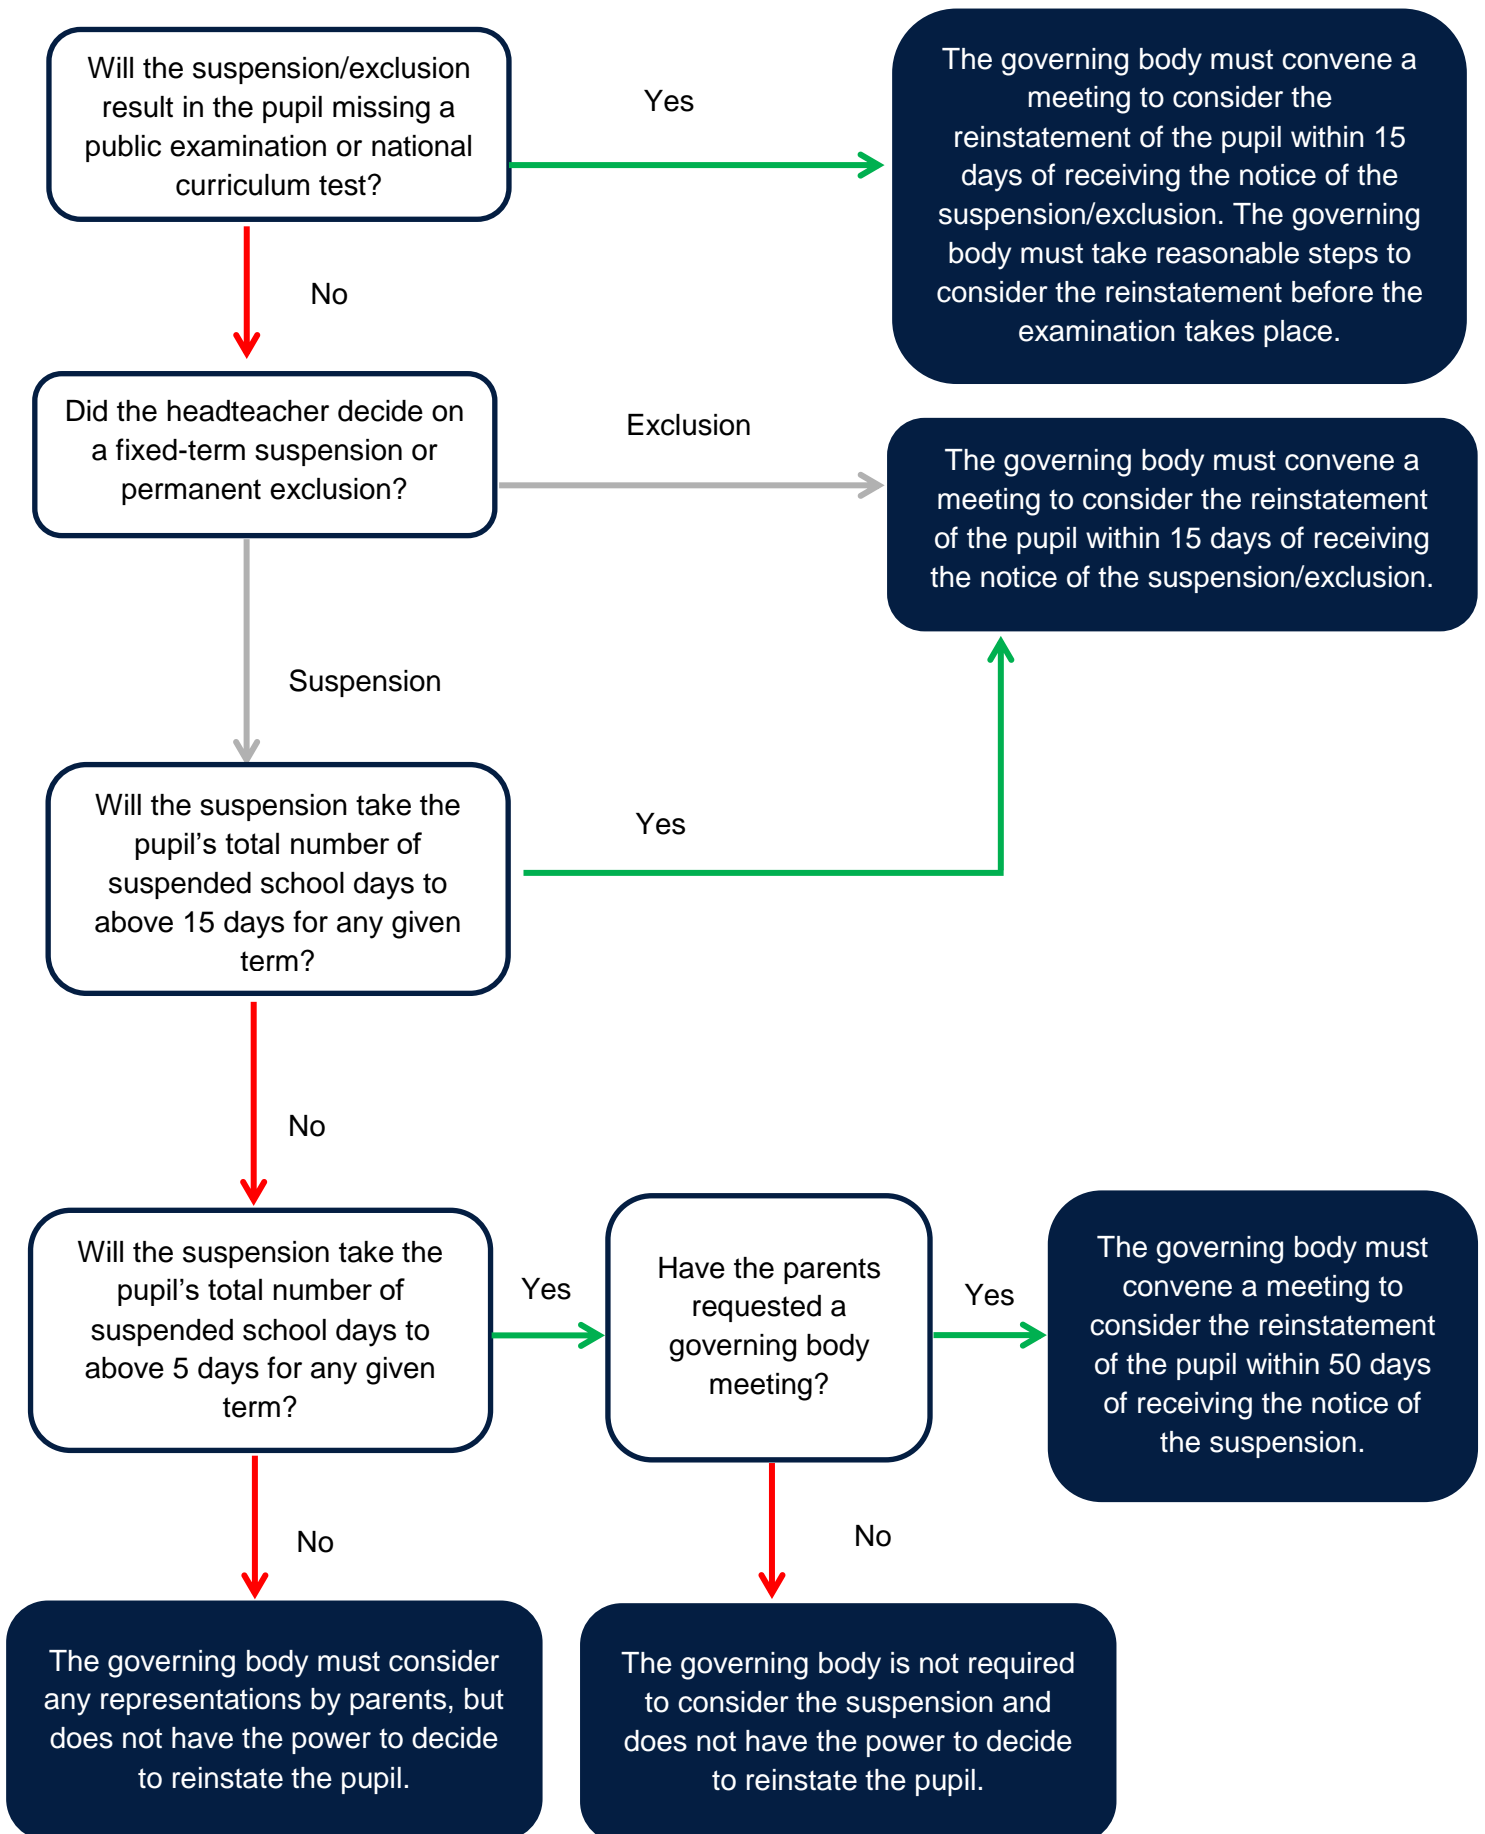 Will the suspension/exclusion
result in the pupil missing a
public examination or national
curriculum test?
Yes
The governing body must convene a
meeting to consider the
reinstatement of the pupil within 15
days of receiving the notice of the
suspension/exclusion. The governing
body must take reasonable steps to
consider the reinstatement before the
examination takes place.
No
Did the headteacher decide on
a fixed-term suspension or
permanent exclusion?
Exclusion
The governing body must convene a
meeting to consider the reinstatement
of the pupil within 15 days of receiving
the notice of the suspension/exclusion.
Suspension
Will the suspension take the
pupil’s total number of
suspended school days to
above 15 days for any given
term?
Yes
No
Will the suspension take the
pupil’s total number of
suspended school days to
above 5 days for any given
term?
Yes
Have the parents
requested a
governing body
meeting?
Yes
The governing body must
convene a meeting to
consider the reinstatement
of the pupil within 50 days
of receiving the notice of
the suspension.
No
No
The governing body must consider
any representations by parents, but
does not have the power to decide
to reinstate the pupil.
The governing body is not required
to consider the suspension and
does not have the power to decide
to reinstate the pupil.